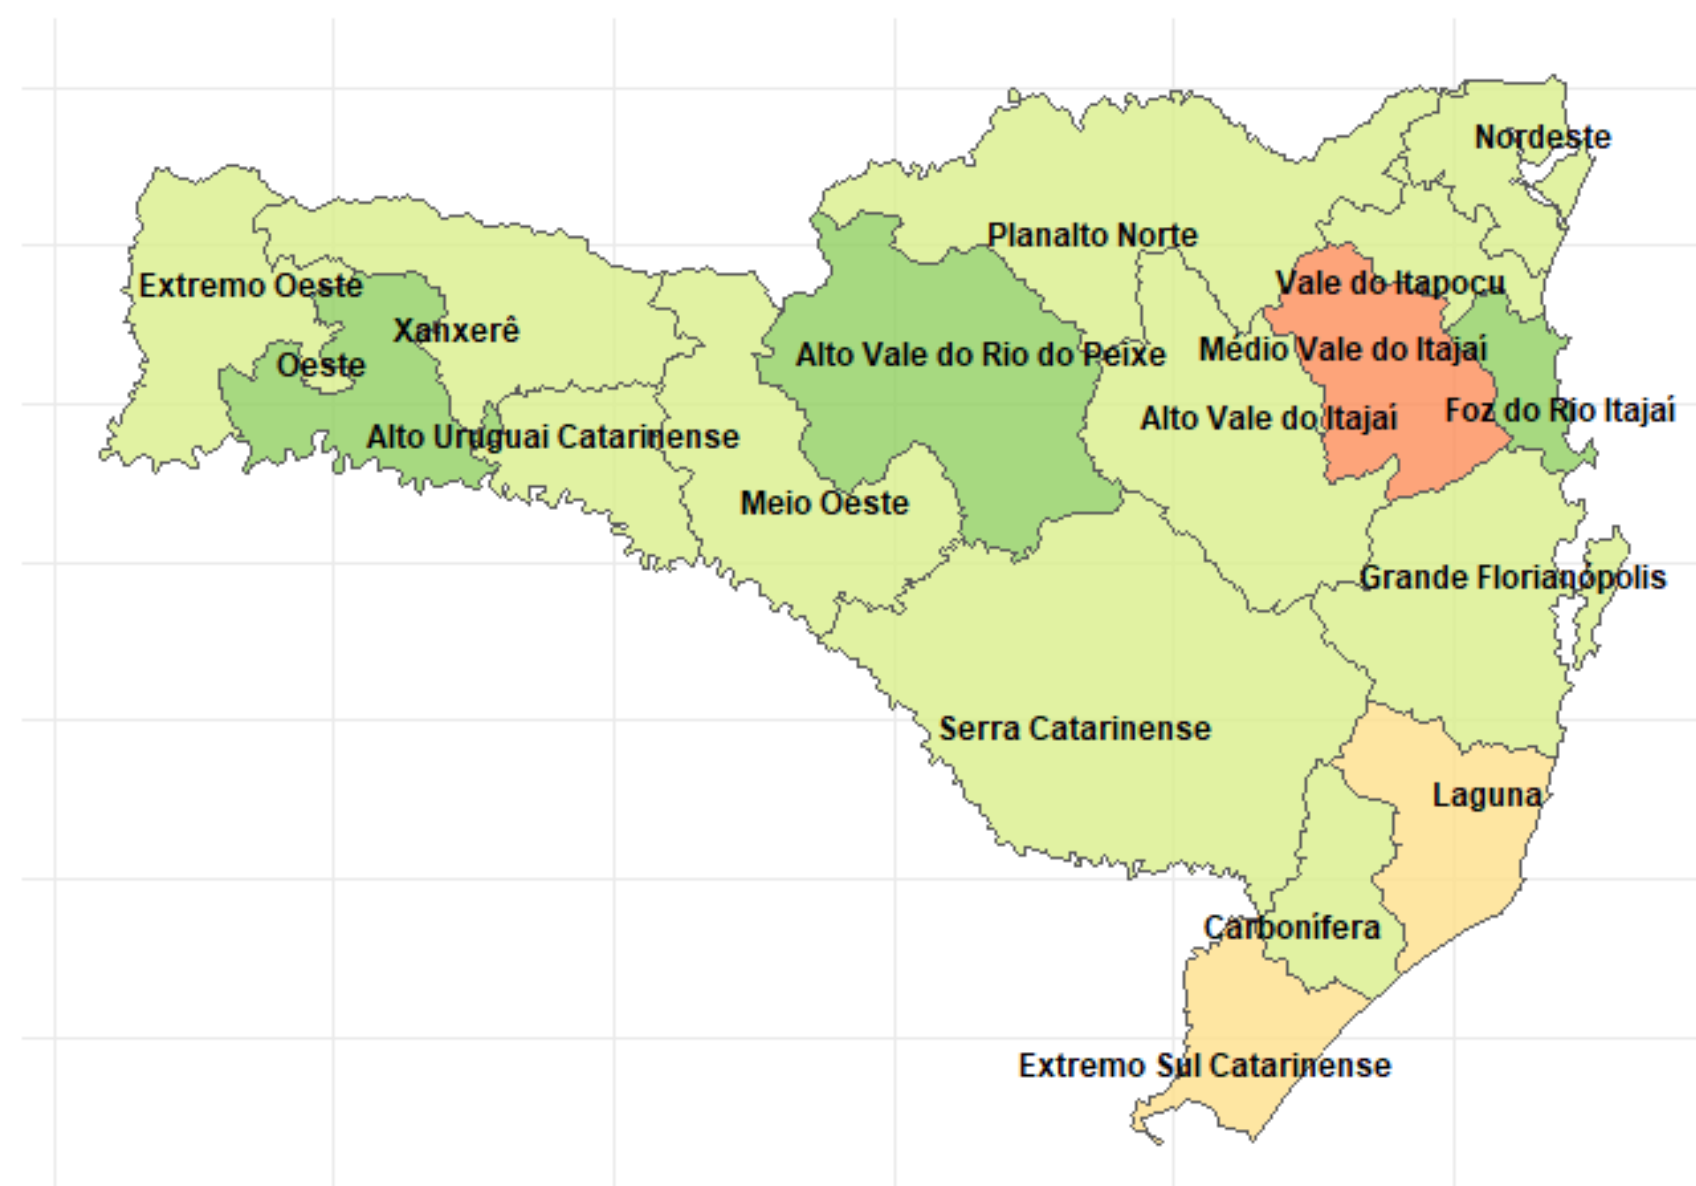 Nordeste
Planalto Norte
Extremo Oeste
Vale do Itapocu
Xanxerê
Oeste
Alto Vale do Rio do Peixe
Médio Vale do Itajaí
Alto Vale do Itajaí
Foz do Rio Itajaí
Alto Uruguai Catarinense
Meio Oeste
Grande Florianópolis
Serra Catarinense
Laguna
Carbonífera
Extremo Sul Catarinense